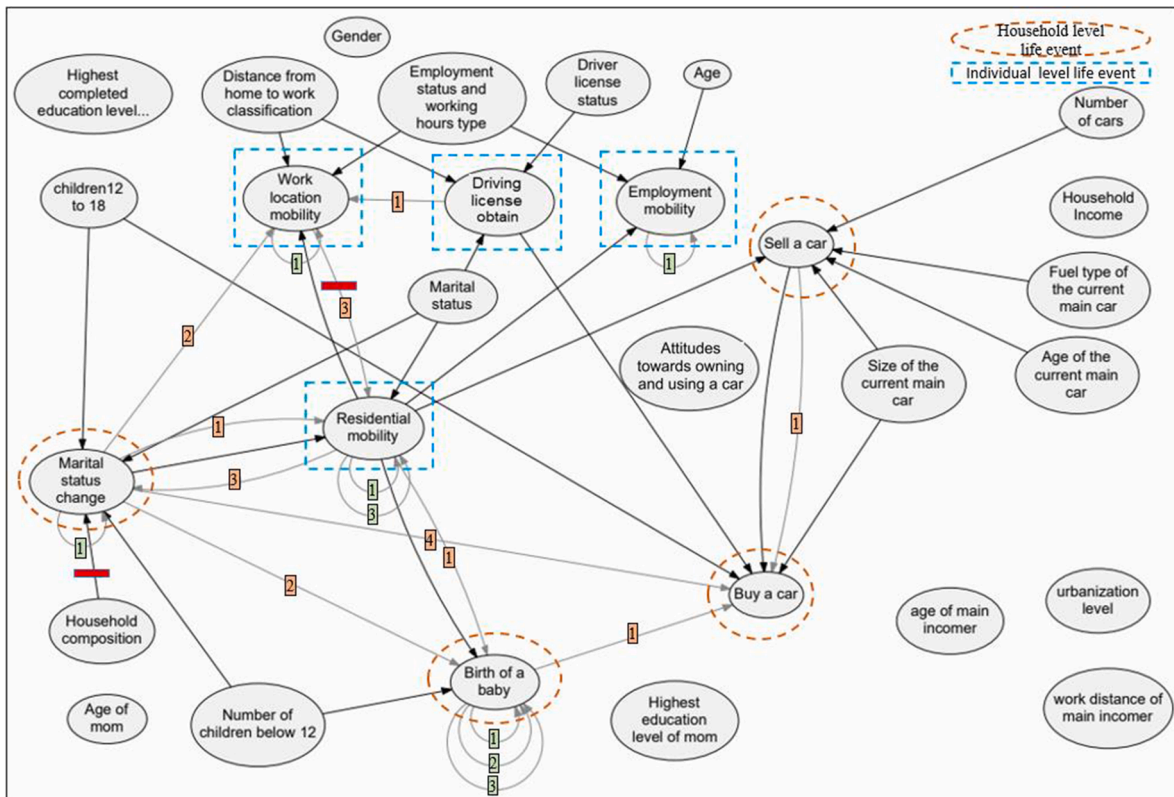 Gender
Household level
life event
Individual level life event
Highest
completed
education level...
Distance from
home to work
classification
Employment
status and
working
hours type
Driver
license
status
Age
Number
of cars
children12
to 18
Work
location
mobility
1
Driving
license
obtain
Employment
mobility
Household
Income
Sell a car
1
1
Fuel type of
the current
main car
Marital
status
3
2
Attitudes
towards owning
and using a car
Size of the
current main
car
Age of the
current main
car
Residential
mobility
1
1
Marital
status
change
3
1
3
1
4
1
2
Buy a car
Household
composition
1
age of main
incomer
urbanization
level
Birth of a
baby
Age of
mom
Number of
children below 12
Highest
education
level of mom
work distance of
main incomer
1
2
3